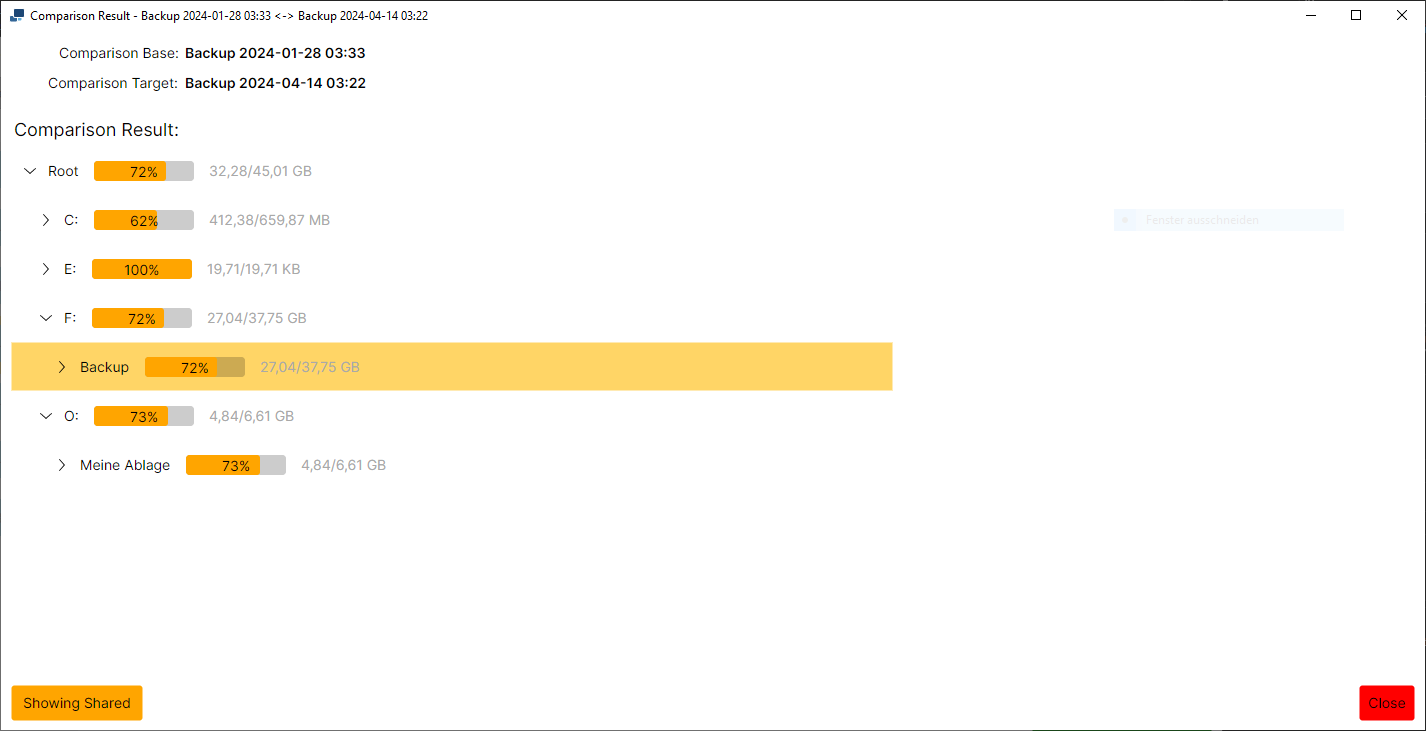 Comparison Result - Backup 2024-01-28 03:33 <-> Backup 2024-04-14 03:22
Comparison Base: Backup 2024-01-28 03:33
Comparison Target: Backup 2024-04-14 03:22
Comparison Result:
Root 72% 32,28/45,01 GB
C: 62% 412,38/659,87 MB
Fenster ausschneiden
E: 100% 19,71/19,71 KB
F: 72% 27,04/37,75 GB
Backup 72% 27,04/37,75 GB
O: 73% 4,84/6,61 GB
Meine Ablage 73% 4,84/6,61 GB
Showing Shared
Close